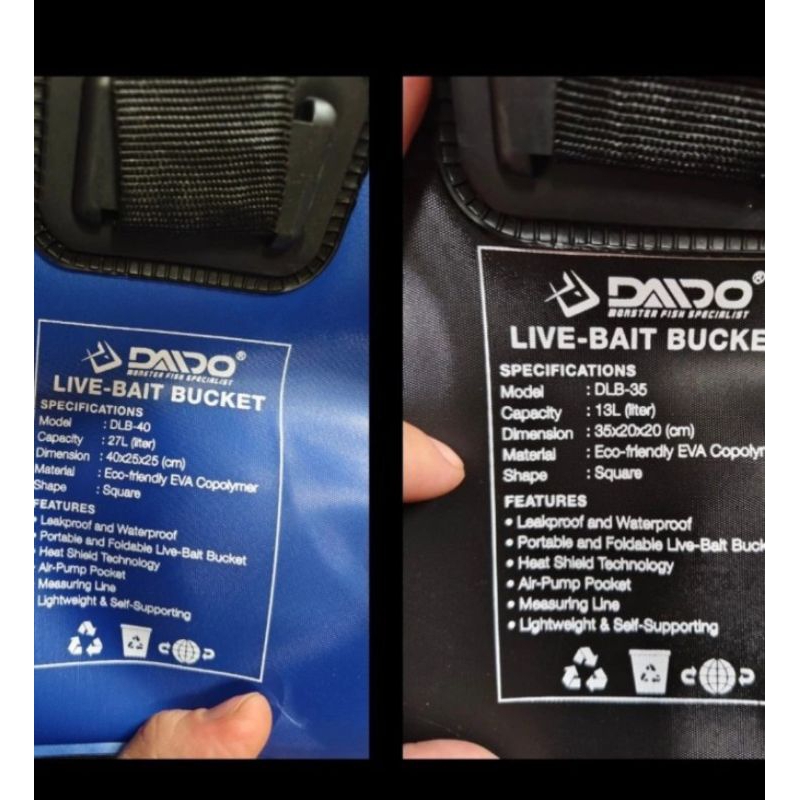 DAIDO®
MONSTER FISH SPECIALIST
LIVE-BAIT BUCKET
SPECIFICATIONS
Model : DLB-40
Capacity : 27L (liter)
Dimension : 40x25x25 (cm)
Material : Eco-friendly EVA Copolymer
Shape : Square
FEATURES
• Leakproof and Waterproof
• Portable and Foldable Live-Bait Bucket
• Heat Shield Technology
• Air-Pump Pocket
Measuring Line
Lightweight & Self-Supporting
DAIDO®
MONSTER FISH SPECIALIST
LIVE-BAIT BUCKE
SPECIFICATIONS
Model : DLB-35
Capacity : 13L (liter)
Dimension : 35x20x20 (cm)
Material : Eco-friendly EVA Copolyr
Shape : Square
FEATURES
• Leakproof and Waterproof
• Portable and Foldable Live-Bait Buck
• Heat Shield Technology
• Air-Pump Pocket
• Measuring Line
• Lightweight & Self-Supporting